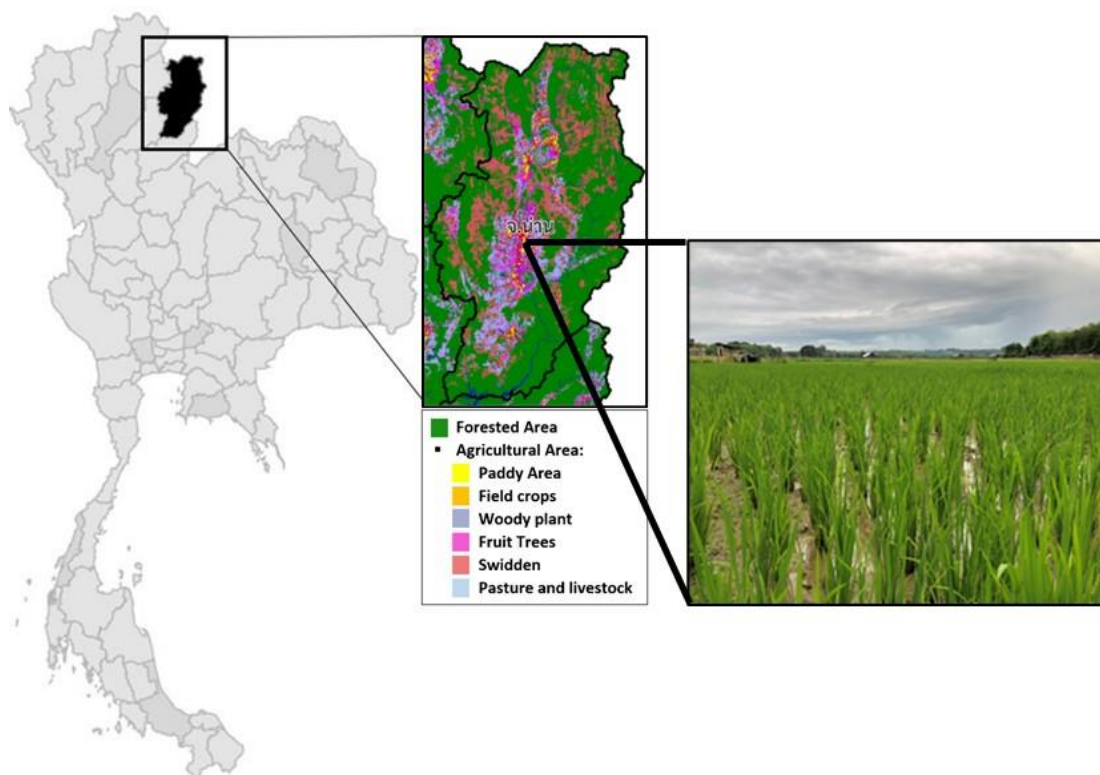 จ.น่าน
Forested Area
Agricultural Area:
Paddy Area
Field crops
Woody plant
Fruit Trees
Swidden
Pasture and livestock